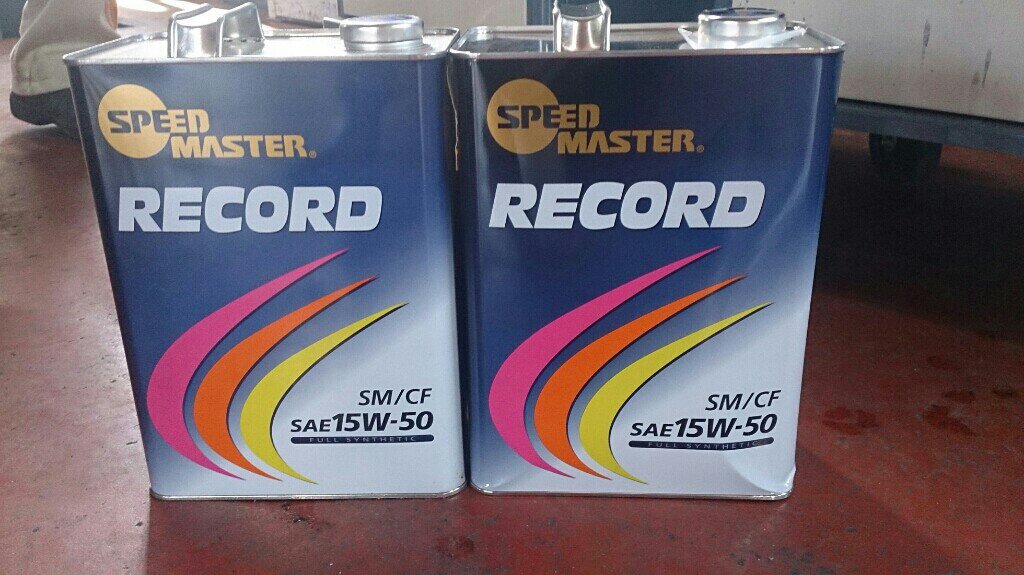 SPEED
MASTER®
RECORD
SM/CF
SAE 15W-50
FULL SYNTHETIC
SPEED
MASTER®
RECORD
SM/CF
SAE 15W-50
FULL SYNTHETIC